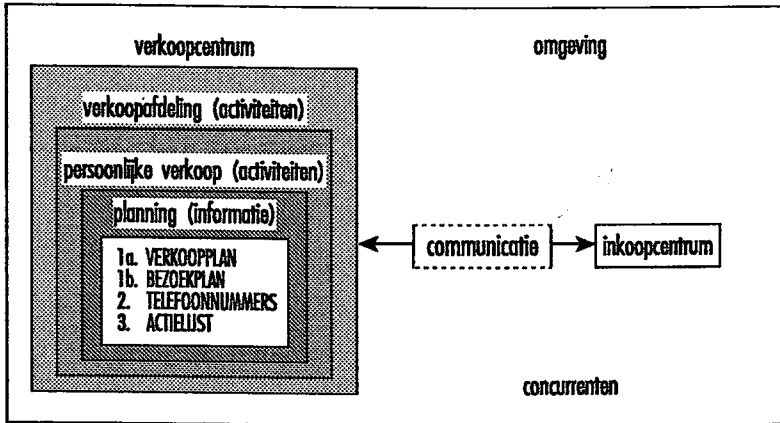 verkoopcentrum
omgeving
verkoopafdeling (activiteiten)
persoonlijke verkoop (activiteiten)
planning (informatie)
1a. VERKOOPPLAN
1b. BEZOEKPLAN
2. TELEFOONNUMMERS
3. ACTIELIJST
communicatie
inkoopcentrum
concurrenten